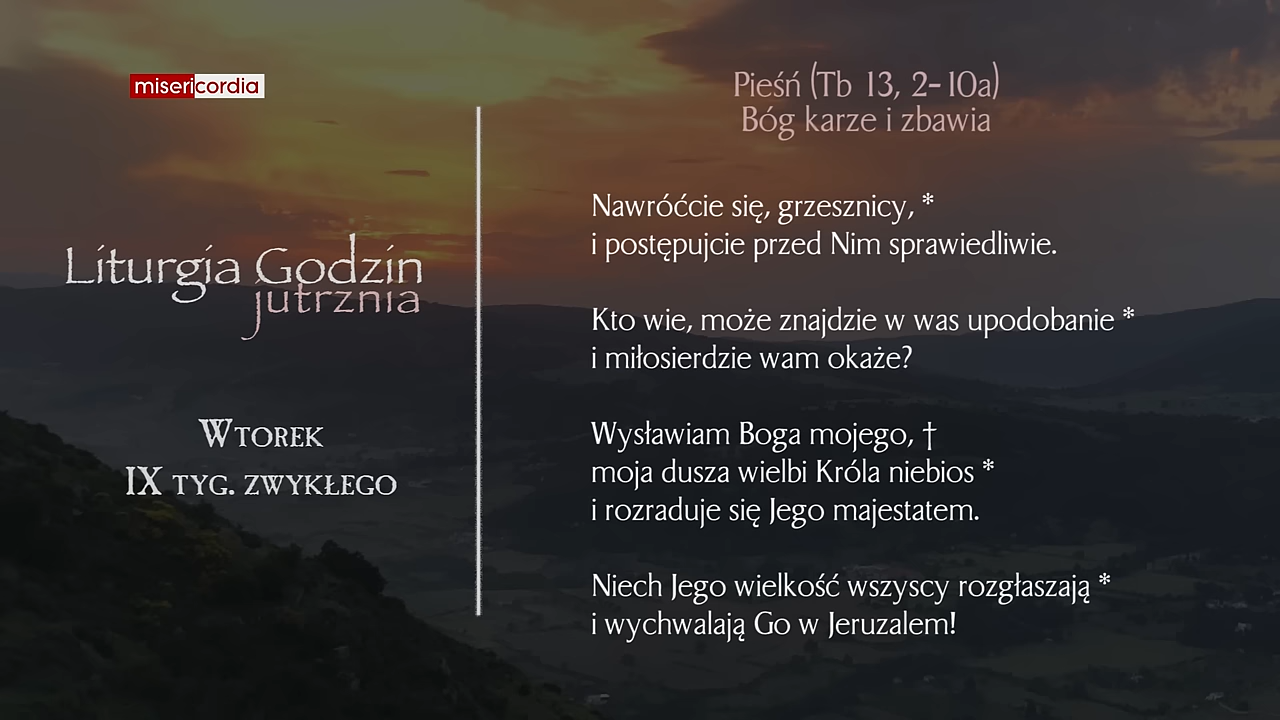 misericordia
Liturgia Godzin
jutrznia
Wtorek
IX tyg. zwykłego
Pieśń (Tb 13, 2-10a)
Bóg karze i zbawia
Nawróćcie się, grzesznicy, *
i postępujcie przed Nim sprawiedliwie.
Kto wie, może znajdzie w was upodobanie *
i miłosierdzie wam okaże?
Wysławiam Boga mojego, †
moja dusza wielbi Króla niebios *
i rozraduje się Jego majestatem.
Niech Jego wielkość wszyscy rozgłaszają *
i wychwalają Go w Jeruzalem!